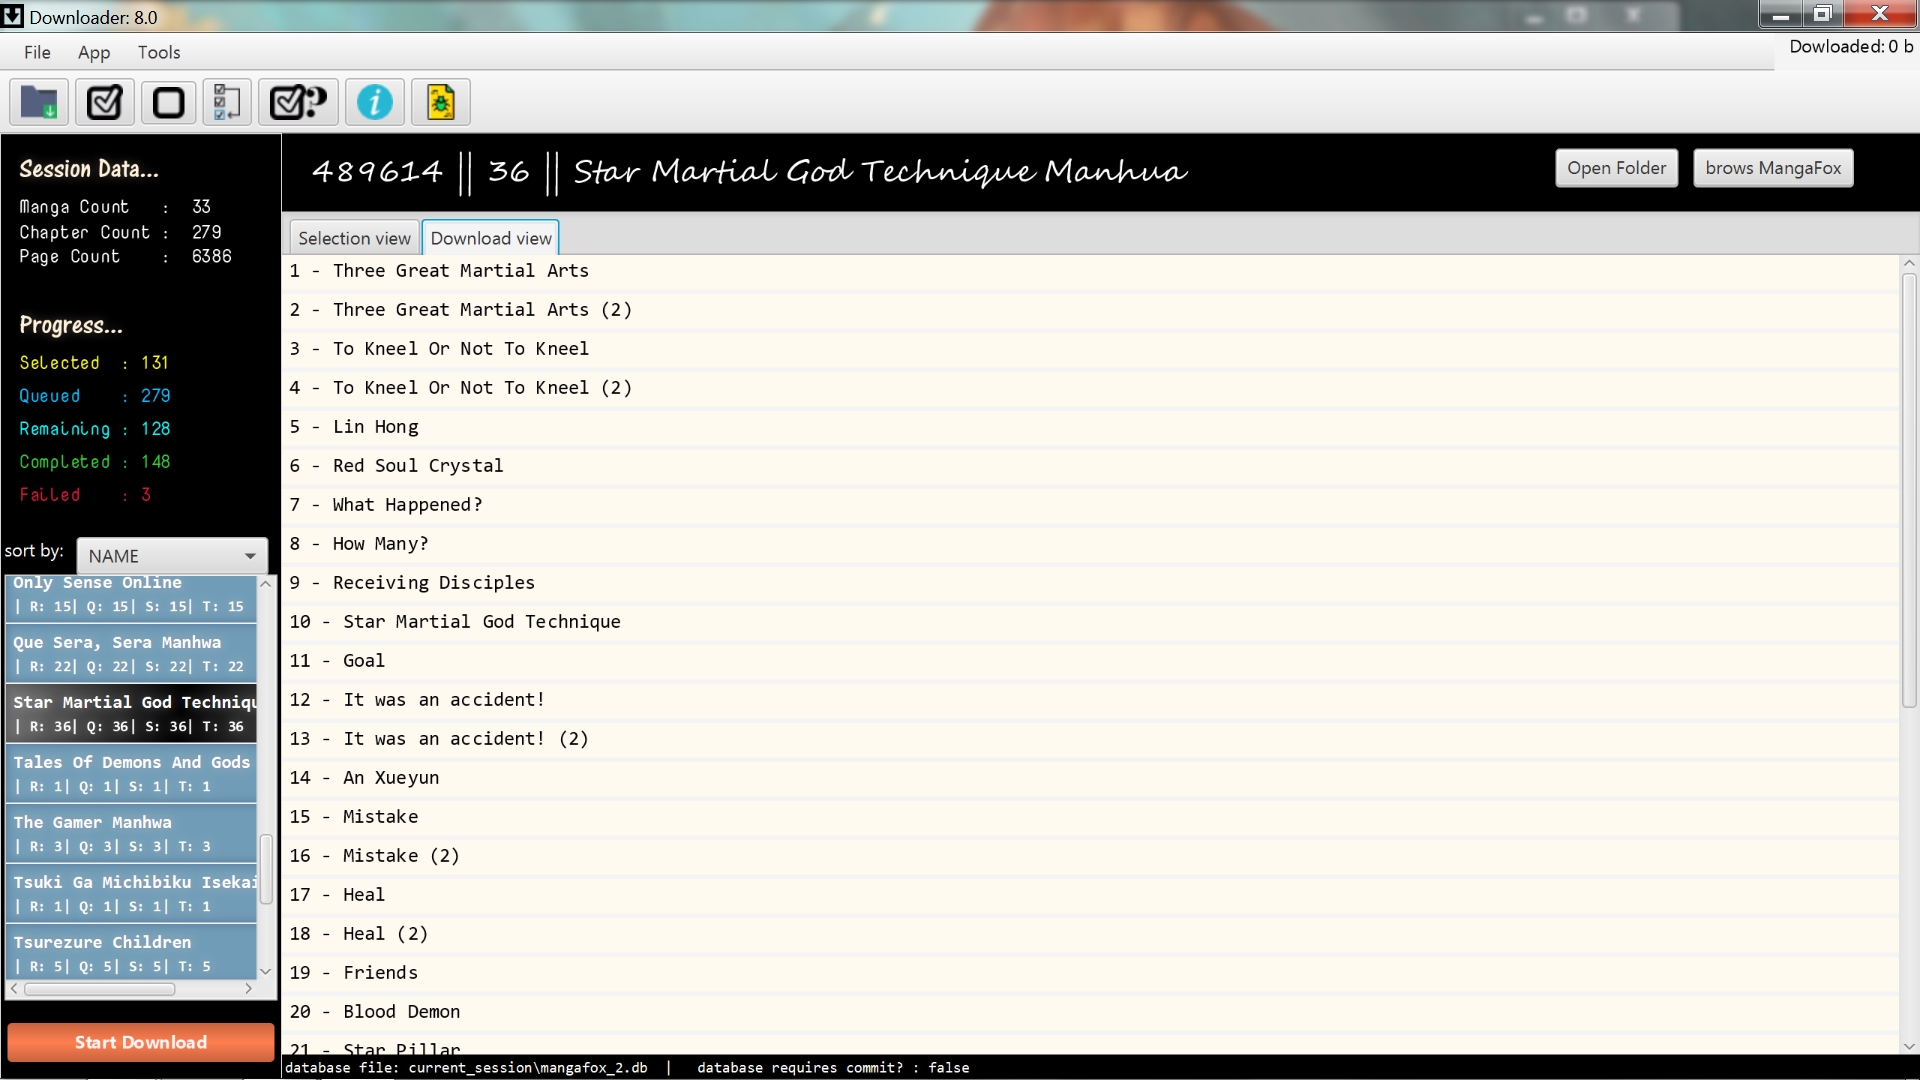 Downloader: 8.0
File App Tools
Dowloaded: 0 b
Session Data...
Manga Count : 33
Chapter Count : 279
Page Count : 6386
Progress...
Selected : 131
Queued : 279
Remaining : 128
Completed : 148
Failed : 3
sort by: NAME
Only Sense Online
| R: 15| Q: 15| S: 15| T: 15
Que Sera, Sera Manhwa
| R: 22| Q: 22| S: 22| T: 22
Star Martial God Techniqu
| R: 36| Q: 36| S: 36| T: 36
Tales Of Demons And Gods
| R: 1| Q: 1| S: 1| T: 1
The Gamer Manhwa
| R: 3| Q: 3| S: 3| T: 3
Tsuki Ga Michibiku Isekai
| R: 1| Q: 1| S: 1| T: 1
Tsurezure Children
| R: 5| Q: 5| S: 5| T: 5
Start Download
489614 || 36 || Star Martial God Technique Manhua
Open Folder
brows MangaFox
Selection view
Download view
1 - Three Great Martial Arts
2 - Three Great Martial Arts (2)
3 - To Kneel Or Not To Kneel
4 - To Kneel Or Not To Kneel (2)
5 - Lin Hong
6 - Red Soul Crystal
7 - What Happened?
8 - How Many?
9 - Receiving Disciples
10 - Star Martial God Technique
11 - Goal
12 - It was an accident!
13 - It was an accident! (2)
14 - An Xueyun
15 - Mistake
16 - Mistake (2)
17 - Heal
18 - Heal (2)
19 - Friends
20 - Blood Demon
21 - Star Pillar
database file: current_session\mangafox_2.db | database requires commit? : false